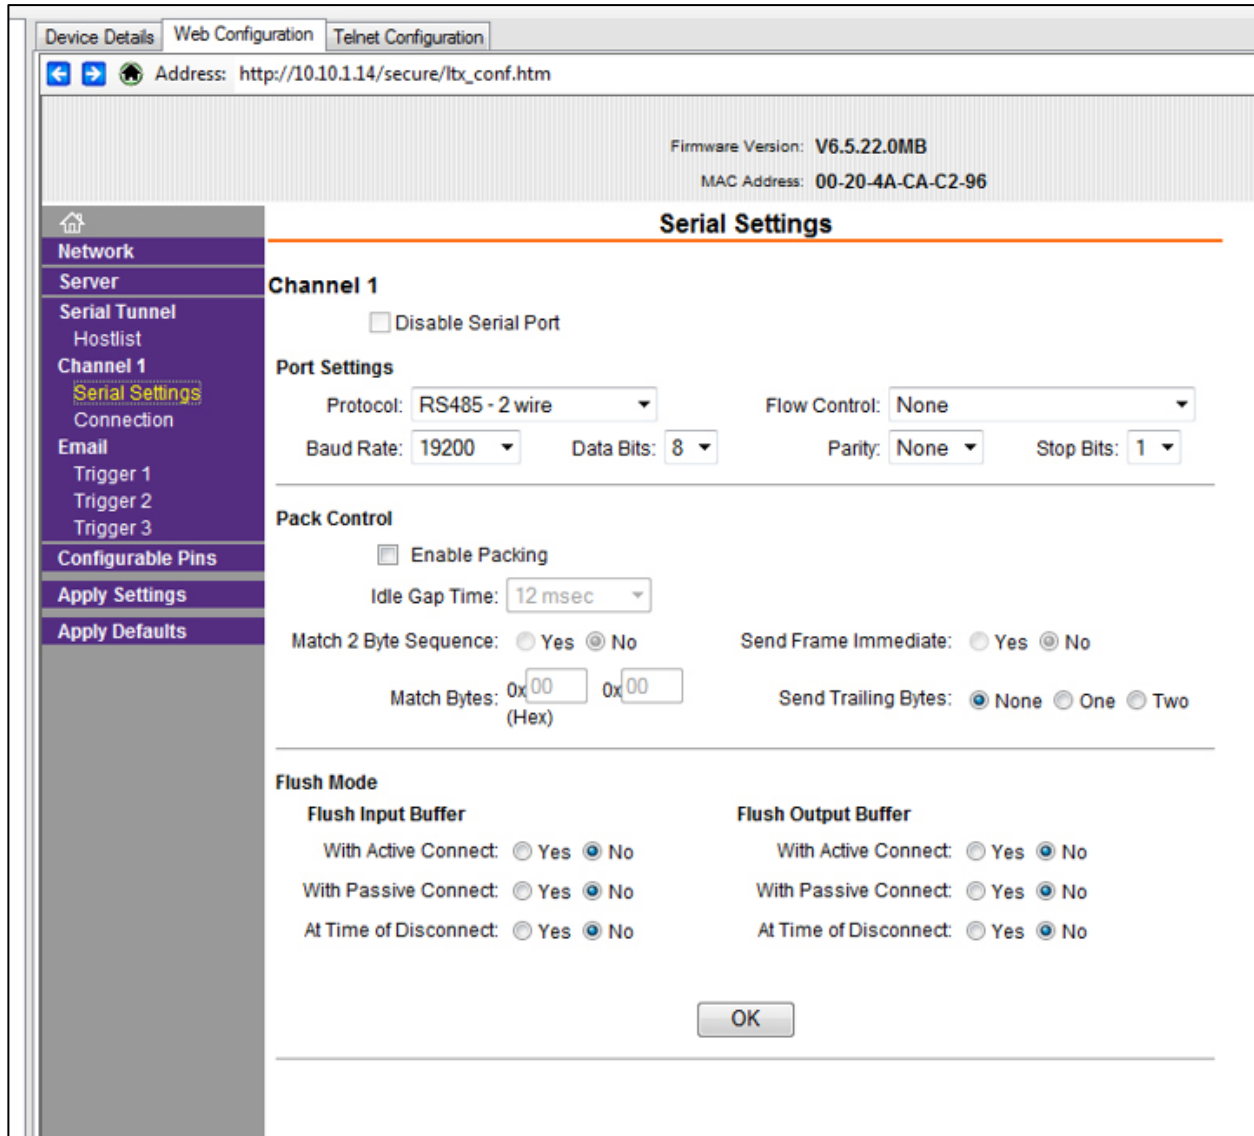 Device Details Web Configuration Telnet Configuration
Address: http://10.10.1.14/secure/ltx_conf.htm
Firmware Version: V6.5.22.0MB
MAC Address: 00-20-4A-CA-C2-96
Network
Server
Serial Tunnel
Hostlist
Channel 1
Serial Settings
Connection
Email
Trigger 1
Trigger 2
Trigger 3
Configurable Pins
Apply Settings
Apply Defaults
Serial Settings
Channel 1
Disable Serial Port
Port Settings
Protocol: RS485 - 2 wire Flow Control: None
Baud Rate: 19200 Data Bits: 8 Parity: None Stop Bits: 1
Pack Control
Enable Packing
Idle Gap Time: 12 msec
Match 2 Byte Sequence: Yes No Send Frame Immediate: Yes No
Match Bytes: 0x 00 0x 00 Send Trailing Bytes: None One Two
(Hex)
Flush Mode
Flush Input Buffer Flush Output Buffer
With Active Connect: Yes No With Active Connect: Yes No
With Passive Connect: Yes No With Passive Connect: Yes No
At Time of Disconnect: Yes No At Time of Disconnect: Yes No
OK